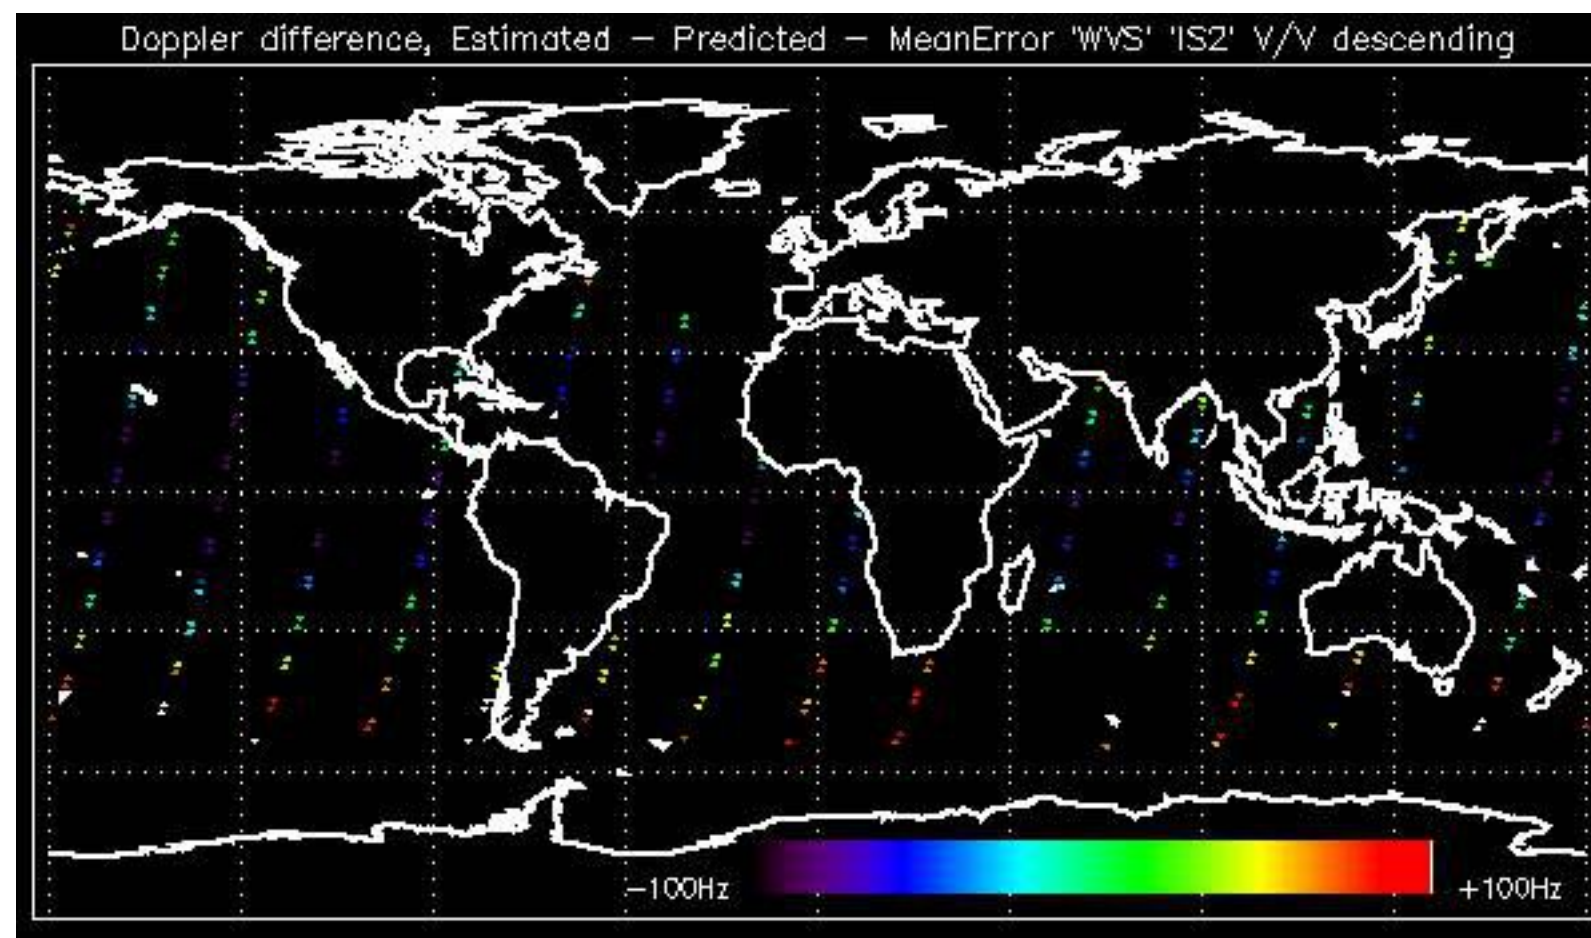 Doppler difference, Estimated − Predicted − MeanError 'WVS' 'IS2' V/V descending
−100Hz
+100Hz